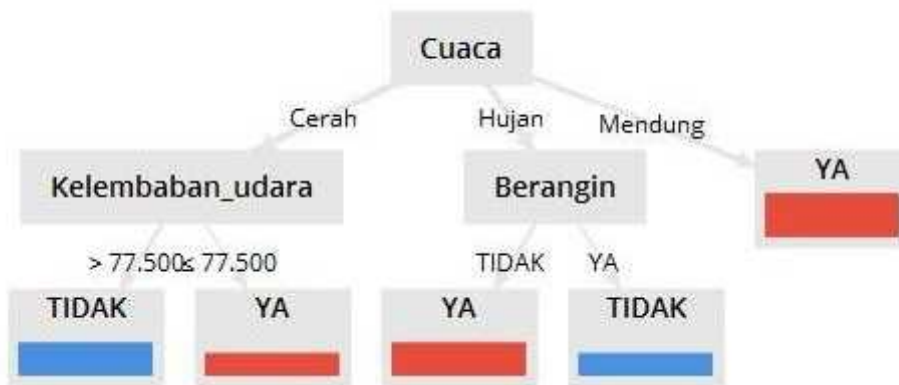 Cuaca
Cerah
Hujan
Mendung
Kelembaban_udara
Berangin
YA
> 77.500
≤ 77.500
TIDAK
YA
TIDAK
YA
YA
TIDAK